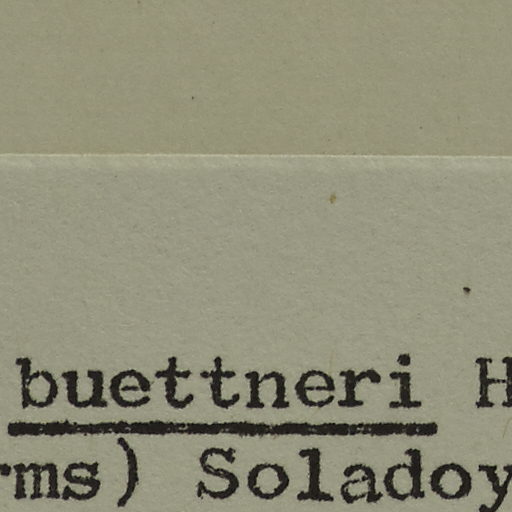 buettneri H
rms) Soladoy